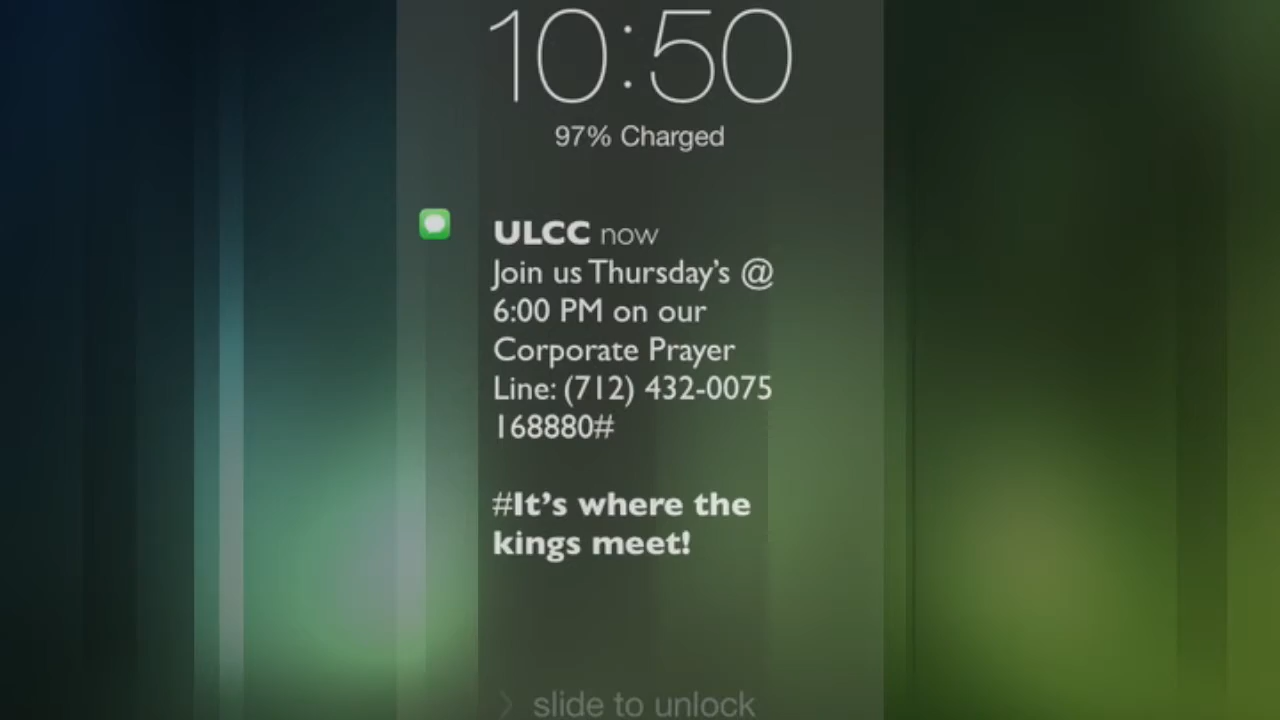 10:50
97% Charged
ULCC now
Join us Thursday's @
6:00 PM on our
Corporate Prayer
Line: (712) 432-0075
168880#
#It's where the
kings meet!
> slide to unlock